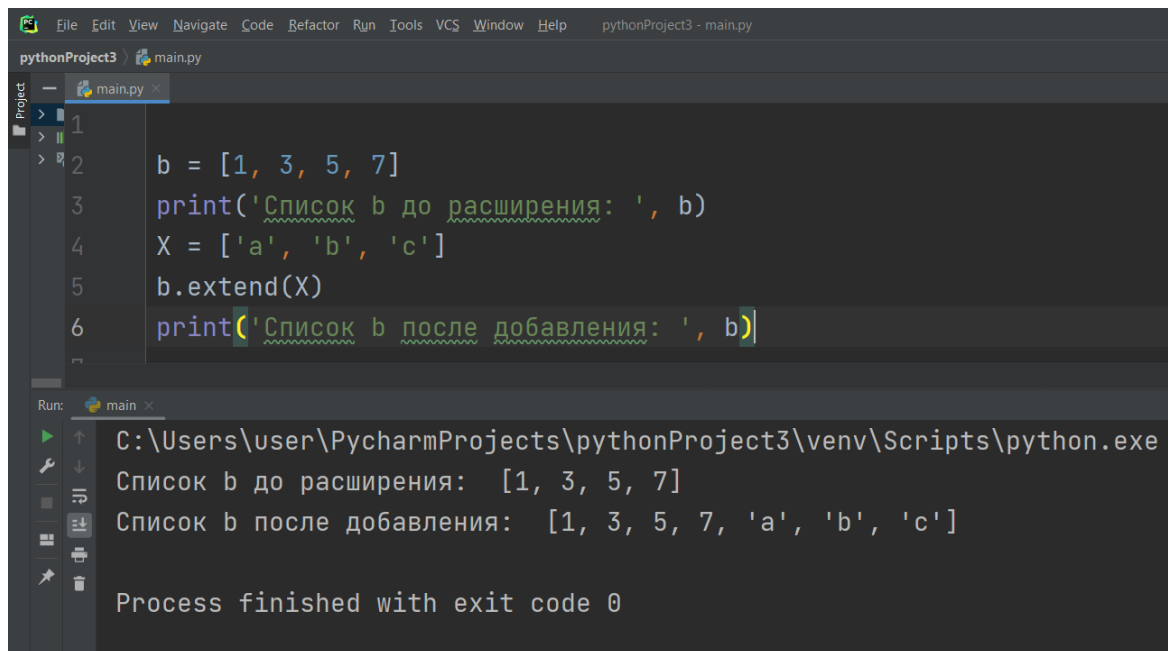 File Edit View Navigate Code Refactor Run Tools VCS Window Help pythonProject3 - main.py
pythonProject3 main.py
Project
main.py
1
2 b = [1, 3, 5, 7]
3 print('Список b до расширения: ', b)
4 X = ['a', 'b', 'c']
5 b.extend(X)
6 print('Список b после добавления: ', b)
Run: main
C:\Users\user\PycharmProjects\pythonProject3\venv\Scripts\python.exe
Список b до расширения:  [1, 3, 5, 7]
Список b после добавления:  [1, 3, 5, 7, 'a', 'b', 'c']
Process finished with exit code 0